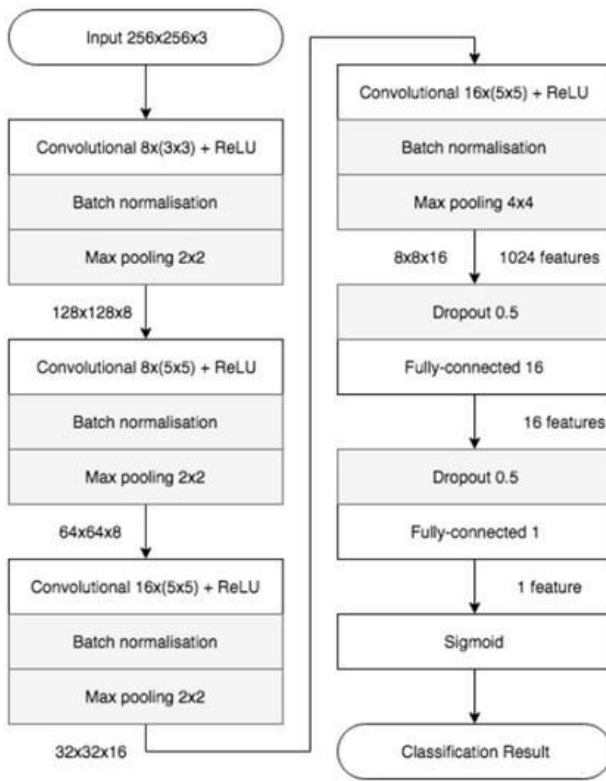 Input 256x256x3
Convolutional 8x(3x3) + ReLU
Batch normalisation
Max pooling 2x2
128x128x8
Convolutional 8x(5x5) + ReLU
Batch normalisation
Max pooling 2x2
64x64x8
Convolutional 16x(5x5) + ReLU
Batch normalisation
Max pooling 2x2
32x32x16
Convolutional 16x(5x5) + ReLU
Batch normalisation
Max pooling 4x4
8x8x16 1024 features
Dropout 0.5
Fully-connected 16
16 features
Dropout 0.5
Fully-connected 1
1 feature
Sigmoid
Classification Result